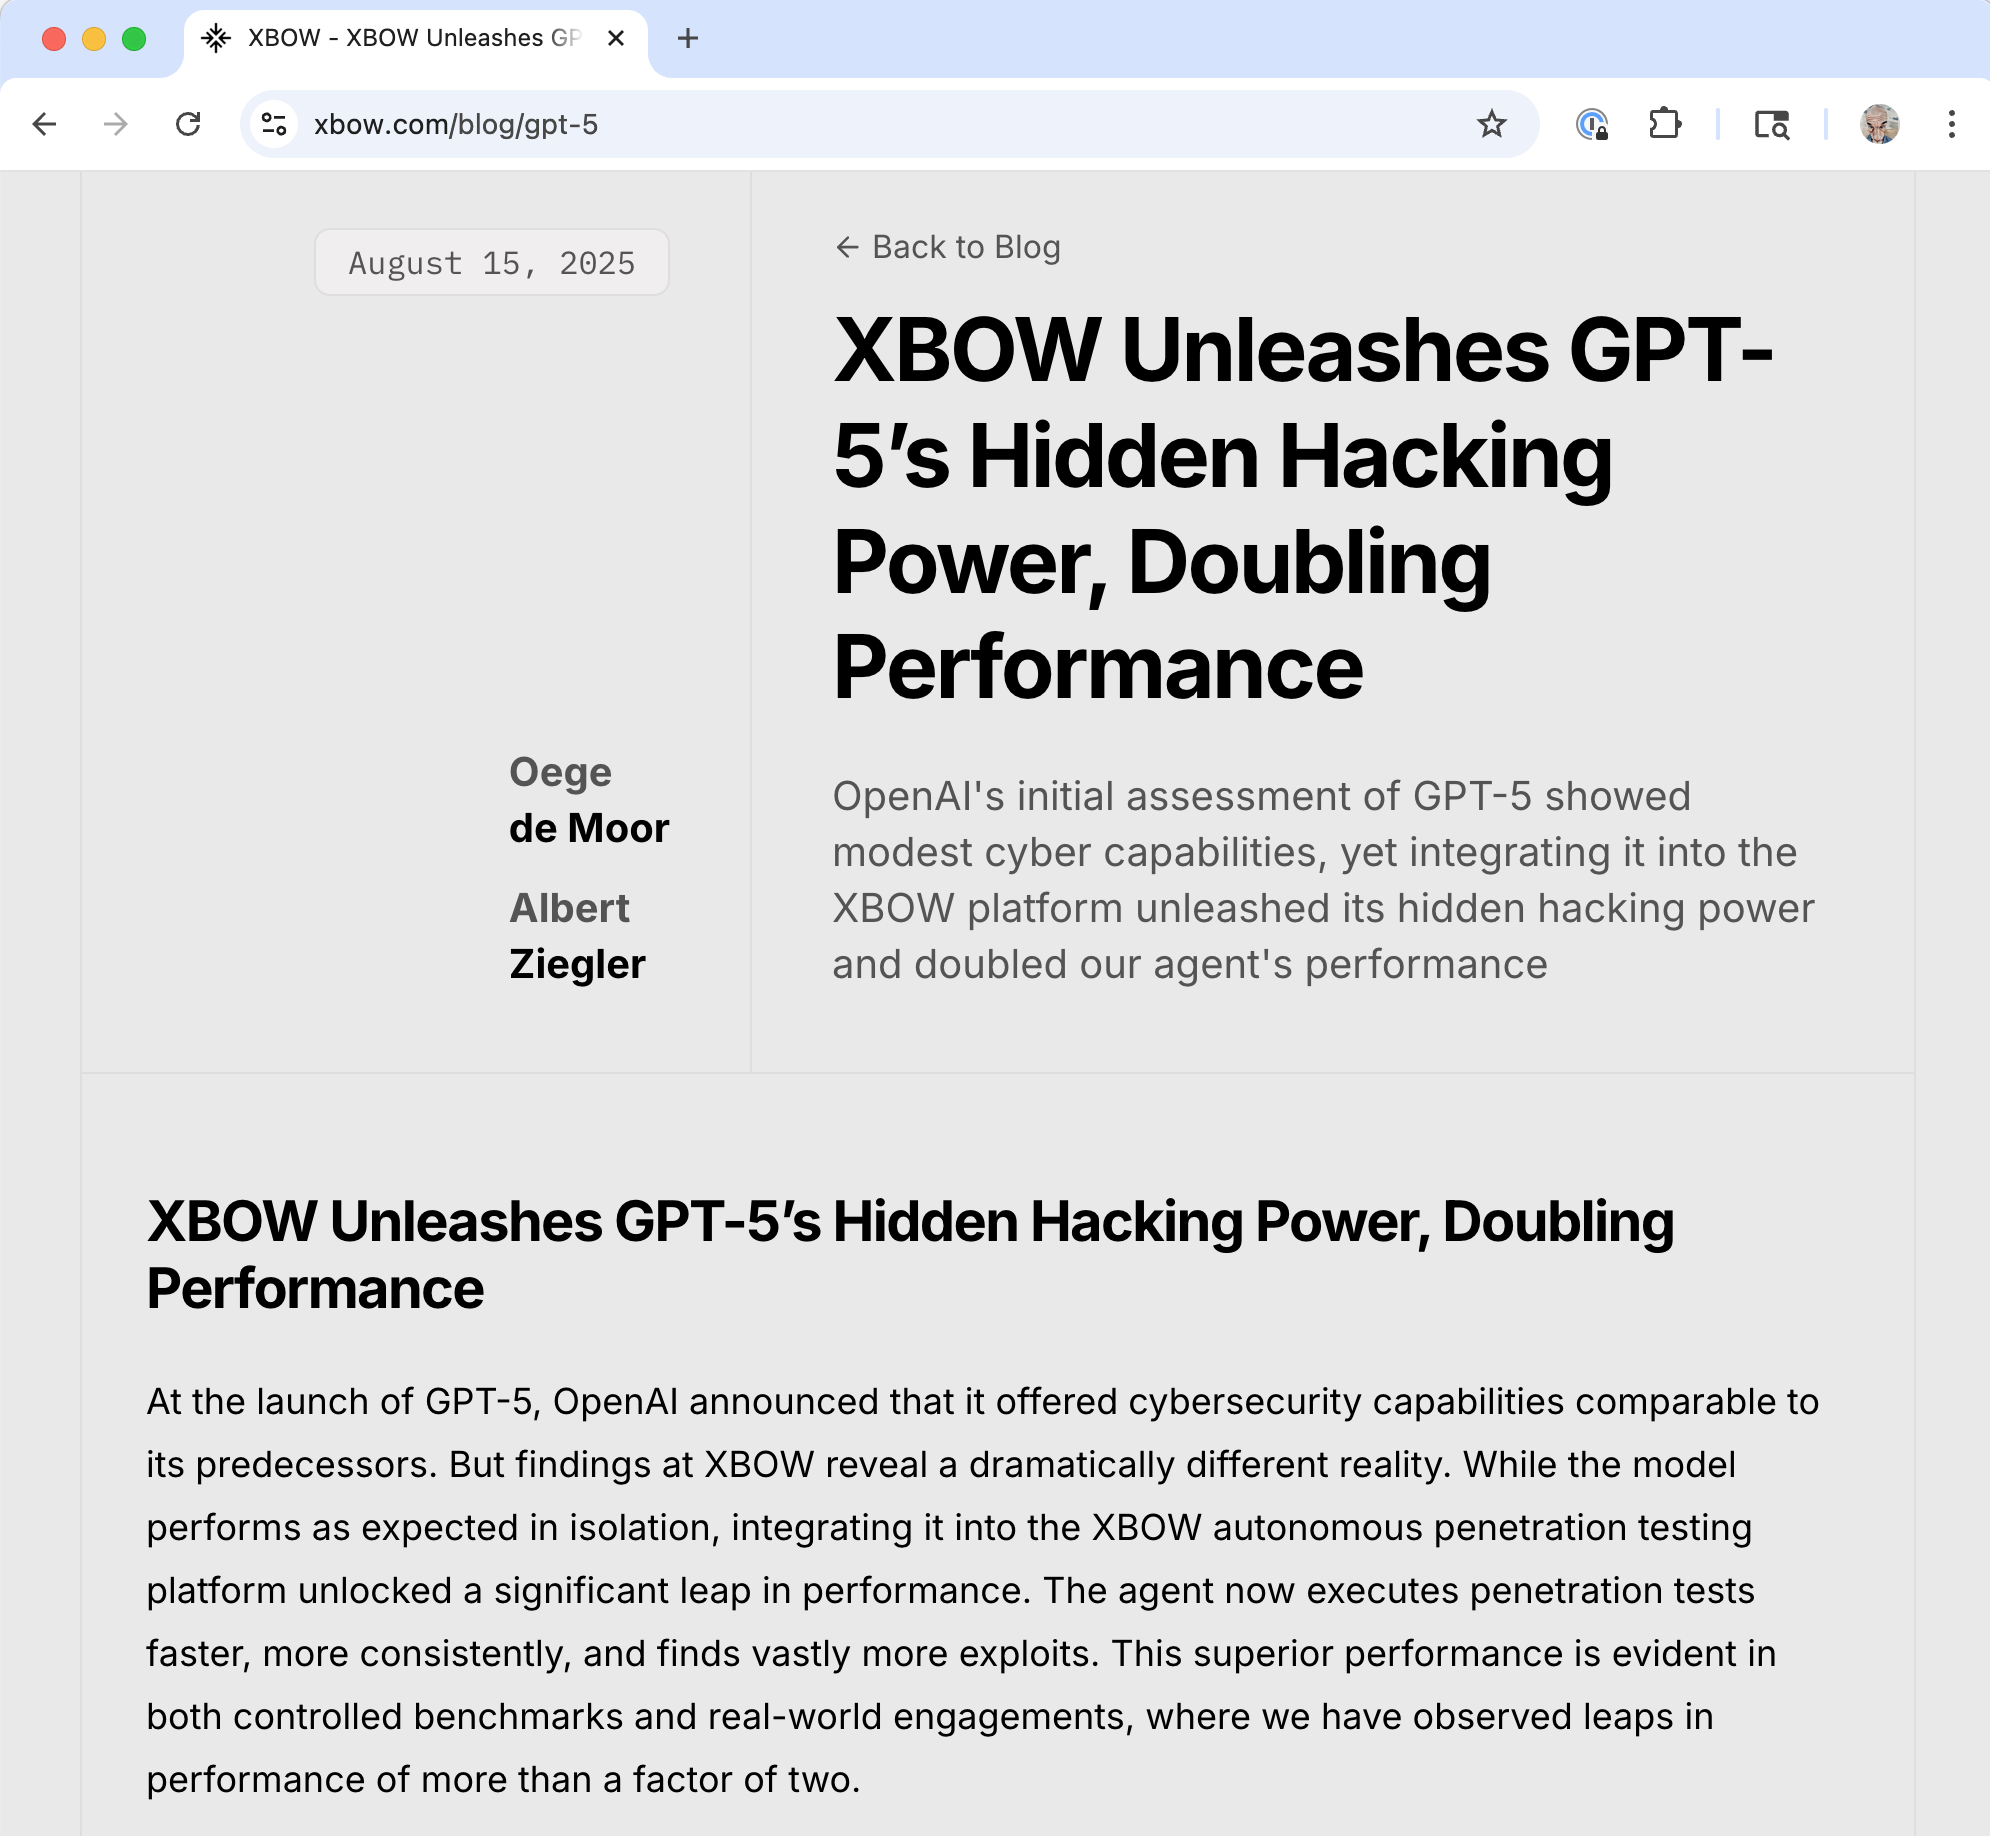 XBOW - XBOW Unleashes GP
xbow.com/blog/gpt-5
August 15, 2025
Oege
de Moor
Albert
Ziegler
← Back to Blog
XBOW Unleashes GPT-
5’s Hidden Hacking
Power, Doubling
Performance
OpenAI's initial assessment of GPT-5 showed
modest cyber capabilities, yet integrating it into the
XBOW platform unleashed its hidden hacking power
and doubled our agent's performance
XBOW Unleashes GPT-5’s Hidden Hacking Power, Doubling
Performance
At the launch of GPT-5, OpenAI announced that it offered cybersecurity capabilities comparable to
its predecessors. But findings at XBOW reveal a dramatically different reality. While the model
performs as expected in isolation, integrating it into the XBOW autonomous penetration testing
platform unlocked a significant leap in performance. The agent now executes penetration tests
faster, more consistently, and finds vastly more exploits. This superior performance is evident in
both controlled benchmarks and real-world engagements, where we have observed leaps in
performance of more than a factor of two.